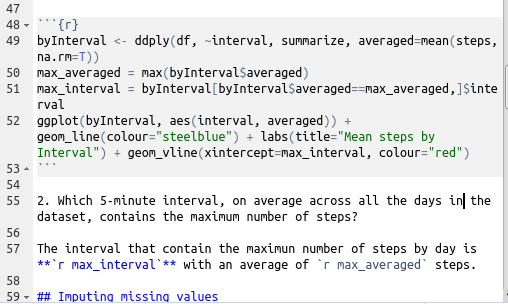 47
48 ```{r}
49 byInterval <- ddply(df, ~interval, summarize, averaged=mean(steps,
na.rm=T))
50 max_averaged = max(byInterval$averaged)
51 max_interval = byInterval[byInterval$averaged==max_averaged,]$inte
rval
52 ggplot(byInterval, aes(interval, averaged)) +
geom_line(colour="steelblue") + labs(title="Mean steps by
Interval") + geom_vline(xintercept=max_interval, colour="red")
53 ```
54
55 2. Which 5-minute interval, on average across all the days in the
dataset, contains the maximum number of steps?
56
57 The interval that contain the maximun number of steps by day is
**`r max_interval`** with an average of `r max_averaged` steps.
58
59 ## Imputing missing values